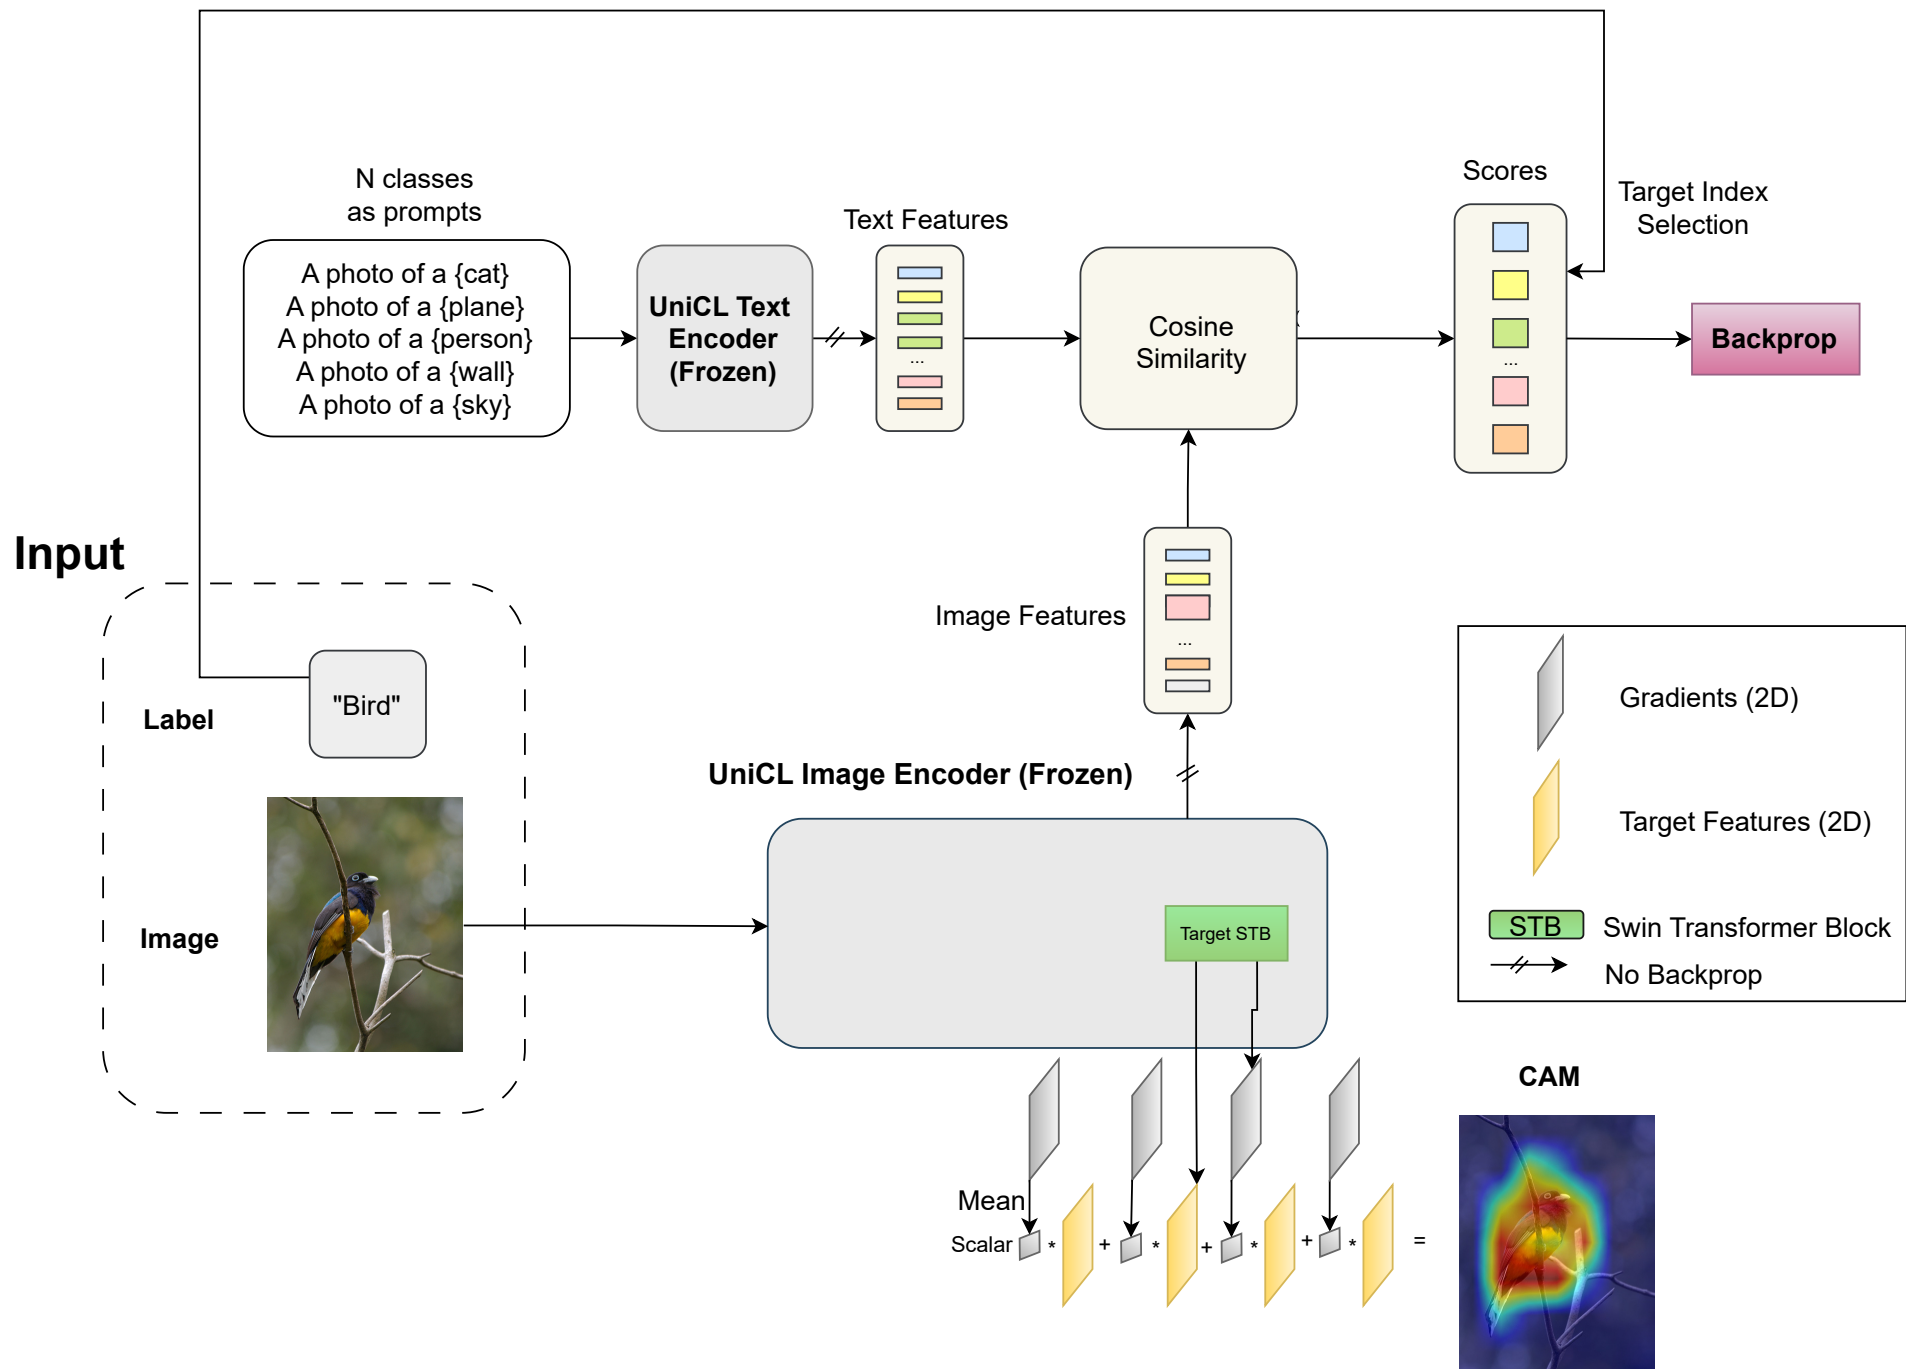 N classes
as prompts
A photo of a {cat}
A photo of a {plane}
A photo of a {person}
A photo of a {wall}
A photo of a {sky}
UniCL Text
Encoder
(Frozen)
Text Features
...
Cosine
Similarity
Scores
...
Target Index
Selection
Backprop
Input
Label
"Bird"
Image
Image Features
...
UniCL Image Encoder (Frozen)
Target STB
Gradients (2D)
Target Features (2D)
STB Swin Transformer Block
No Backprop
Mean
Scalar * + * + * + * =
CAM